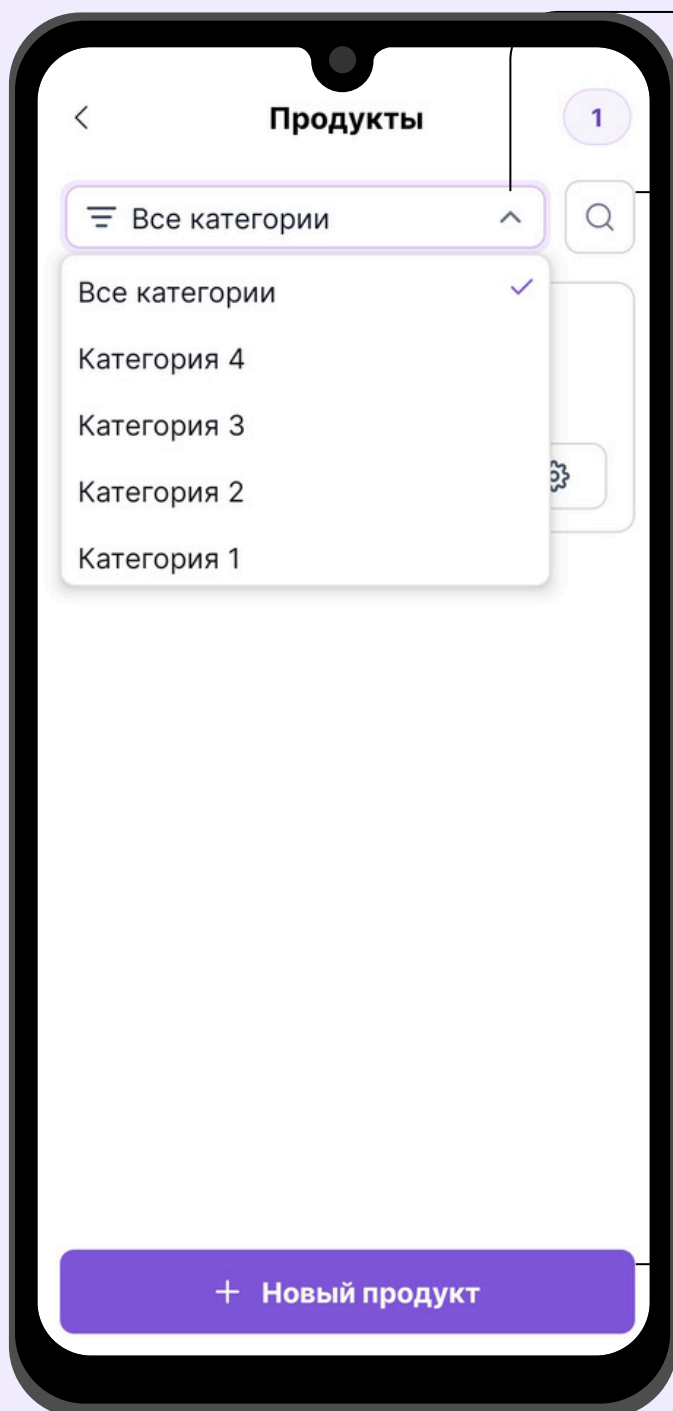 Продукты
1
Все категории
Все категории
Категория 4
Категория 3
Категория 2
Категория 1
+ Новый продукт